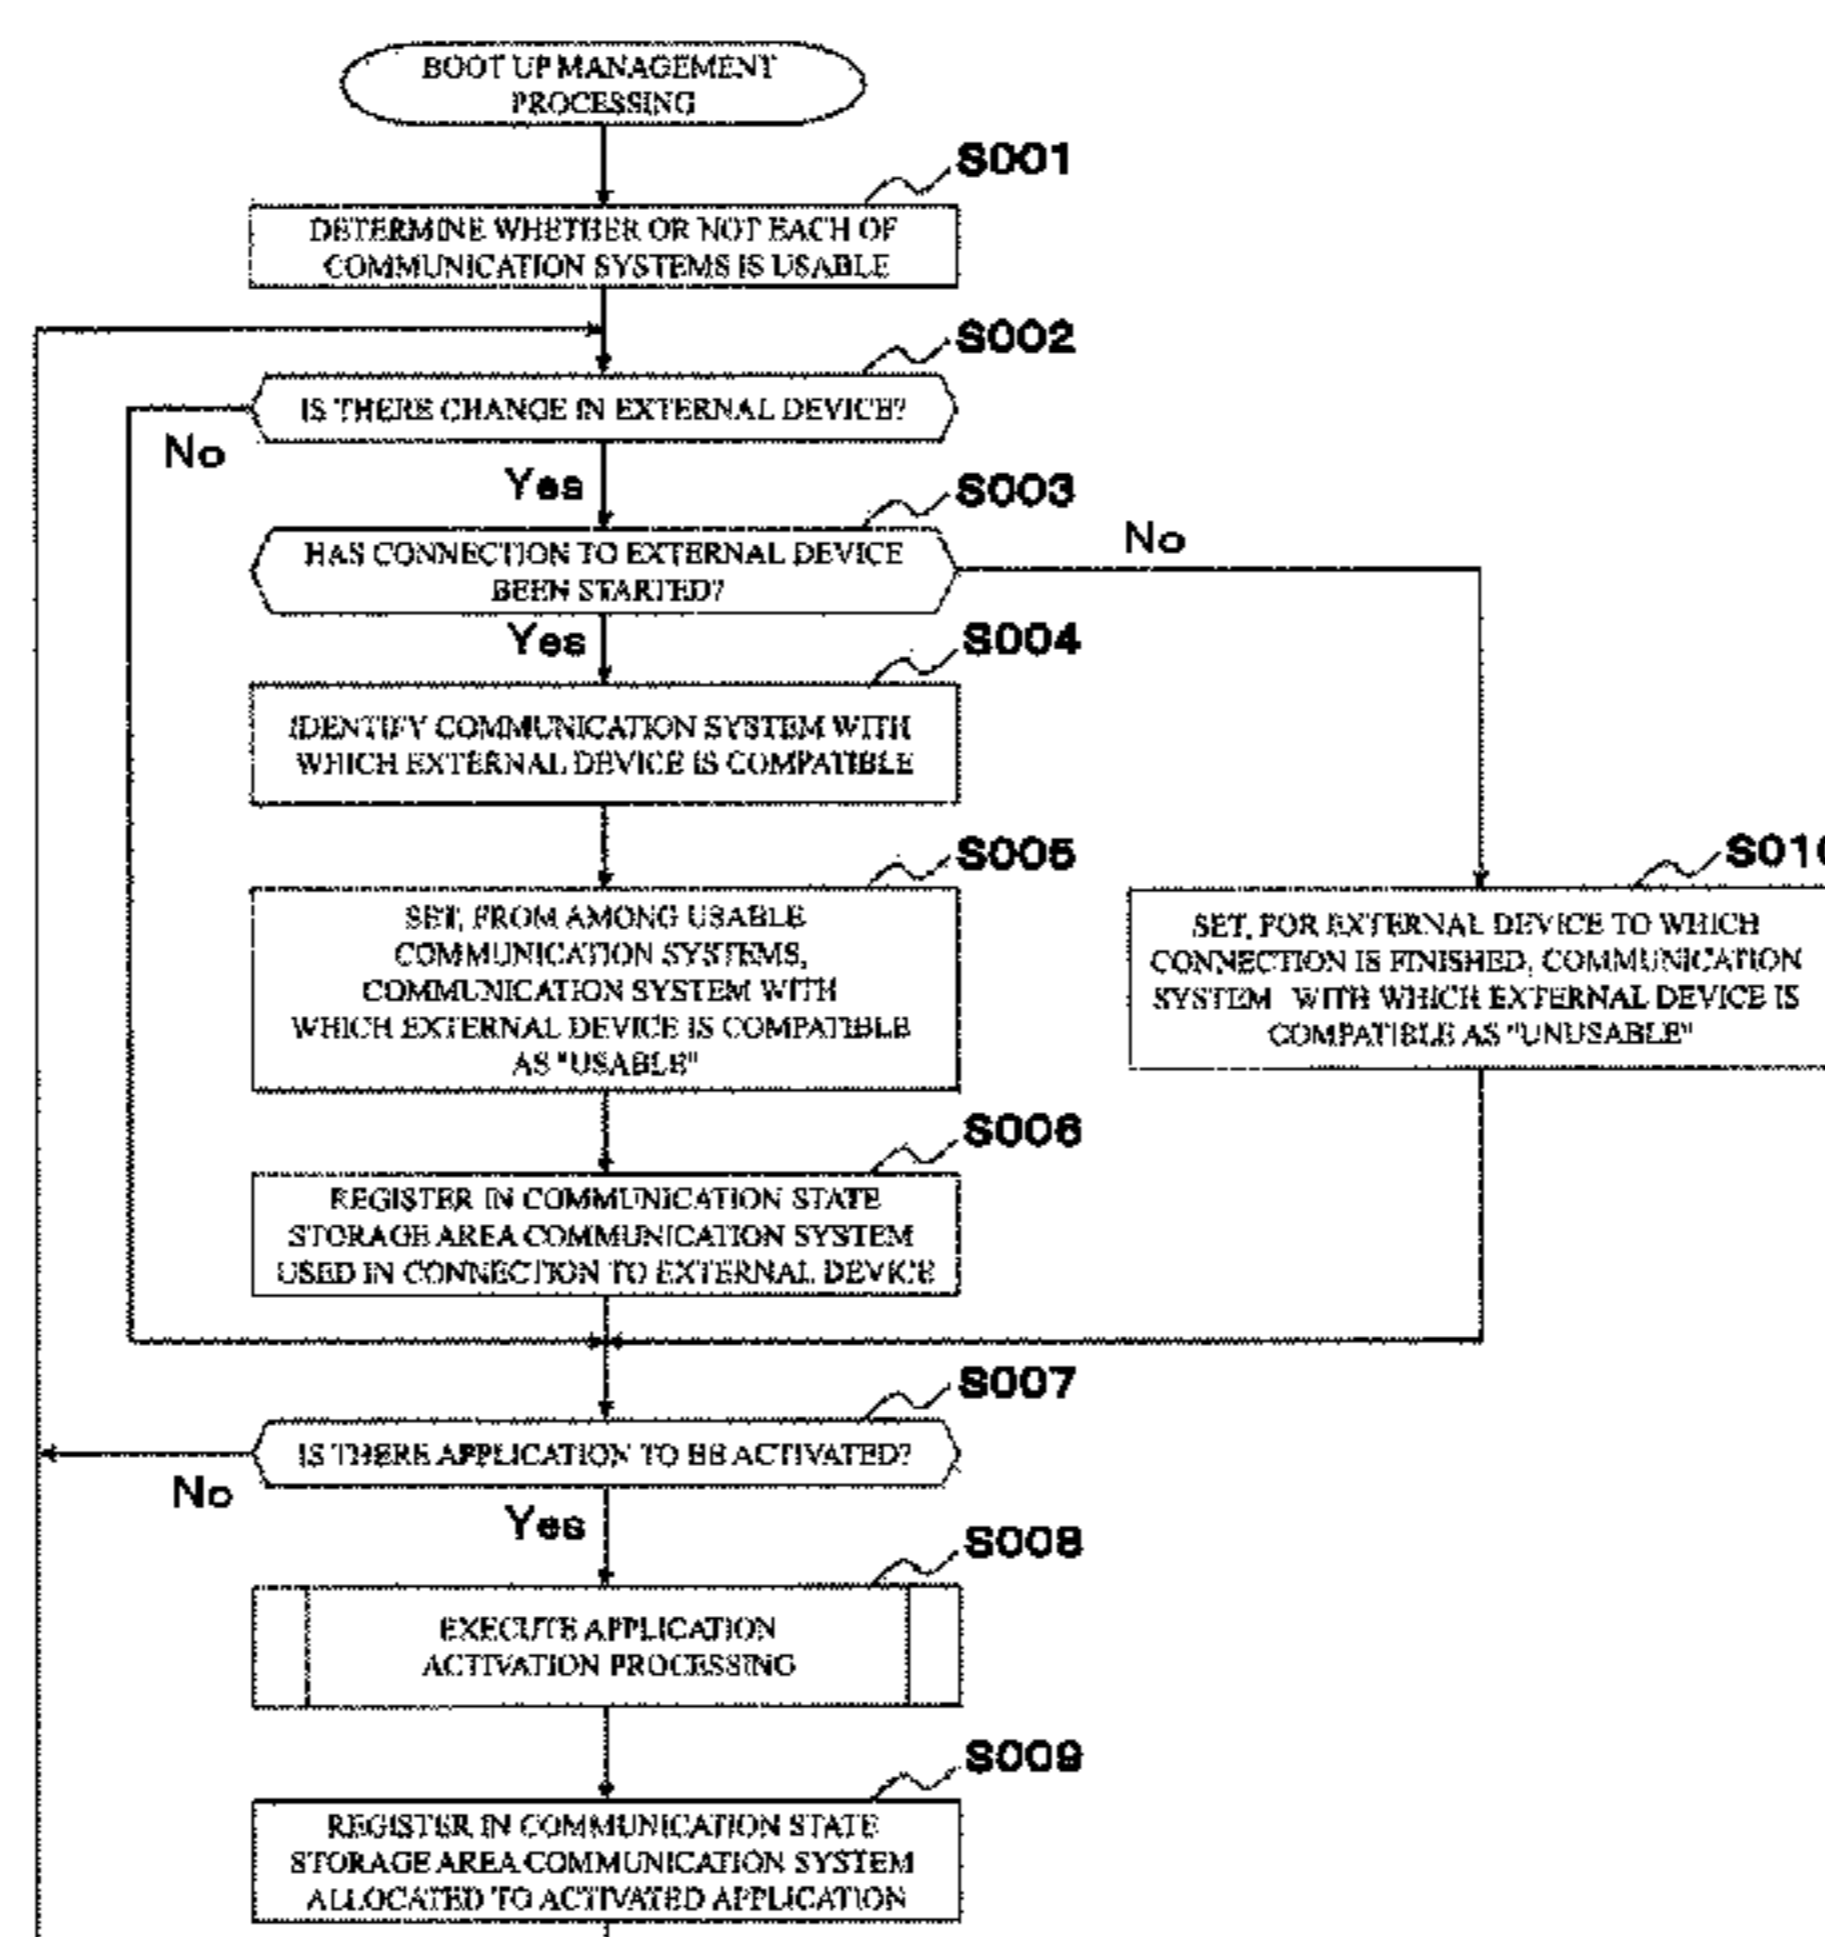 BOOT UP MANAGEMENT
PROCESSING
S001
DETERMINE WHETHER OR NOT EACH OF
COMMUNICATION SYSTEMS IS USABLE
S002
IS THERE CHANGE IN EXTERNAL DEVICE?
No
Yes
S003
HAS CONNECTION TO EXTERNAL DEVICE
BEEN STARTED?
No
Yes
S004
IDENTIFY COMMUNICATION SYSTEM WITH
WHICH EXTERNAL DEVICE IS COMPATIBLE
S005
SET, FROM AMONG USABLE
COMMUNICATION SYSTEMS,
COMMUNICATION SYSTEM WITH
WHICH EXTERNAL DEVICE IS COMPATIBLE
AS "USABLE"
S010
SET, FOR EXTERNAL DEVICE TO WHICH
CONNECTION IS FINISHED, COMMUNICATION
SYSTEM WITH WHICH EXTERNAL DEVICE IS
COMPATIBLE AS "UNUSABLE"
S006
REGISTER IN COMMUNICATION STATE
STORAGE AREA COMMUNICATION SYSTEM
USED IN CONNECTION TO EXTERNAL DEVICE
S007
IS THERE APPLICATION TO BE ACTIVATED?
No
Yes
S008
EXECUTE APPLICATION
ACTIVATION PROCESSING
S009
REGISTER IN COMMUNICATION STATE
STORAGE AREA COMMUNICATION SYSTEM
ALLOCATED TO ACTIVATED APPLICATION